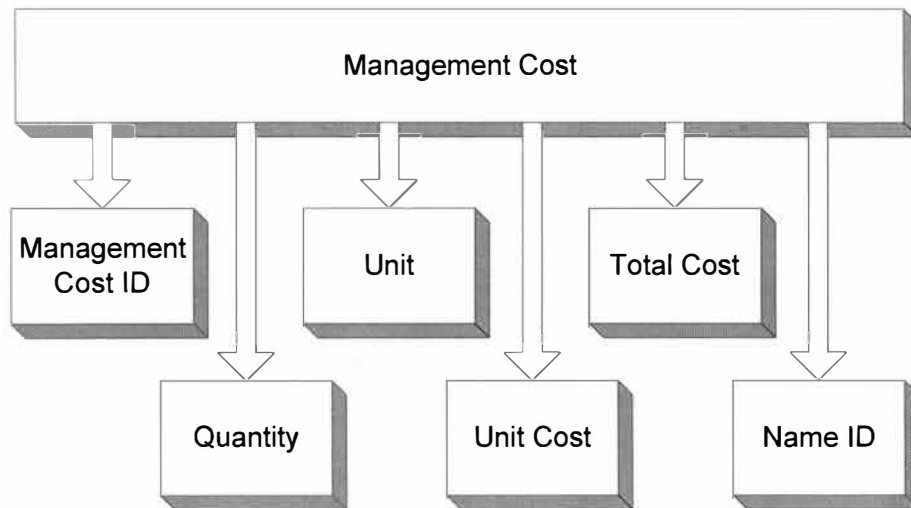 Management Cost
Management
Cost ID
Unit
Total Cost
Quantity
Unit Cost
Name ID